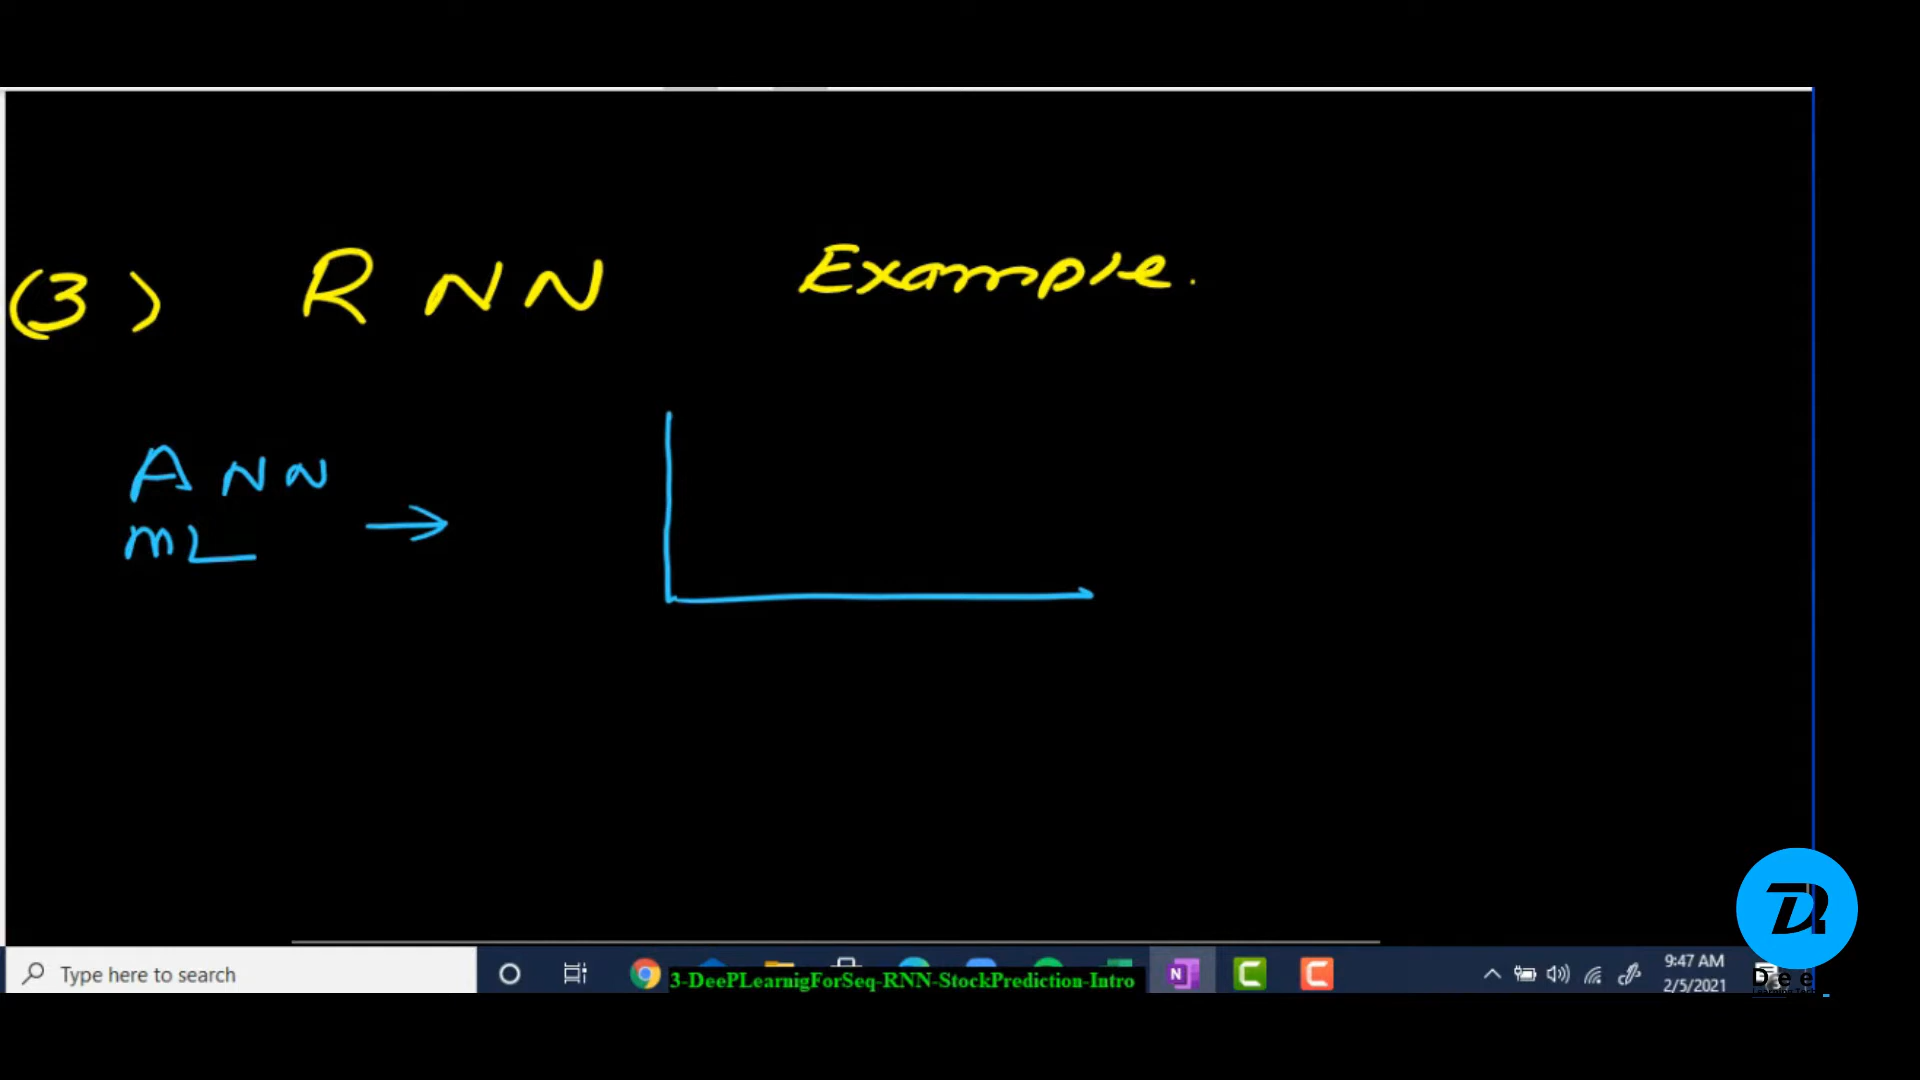 (3) RNN Example.
ANN
ML
Type here to search
3-DeePLearnigForSeq-RNN-StockPrediction-Intro
9:47 AM
2/5/2021
Dee